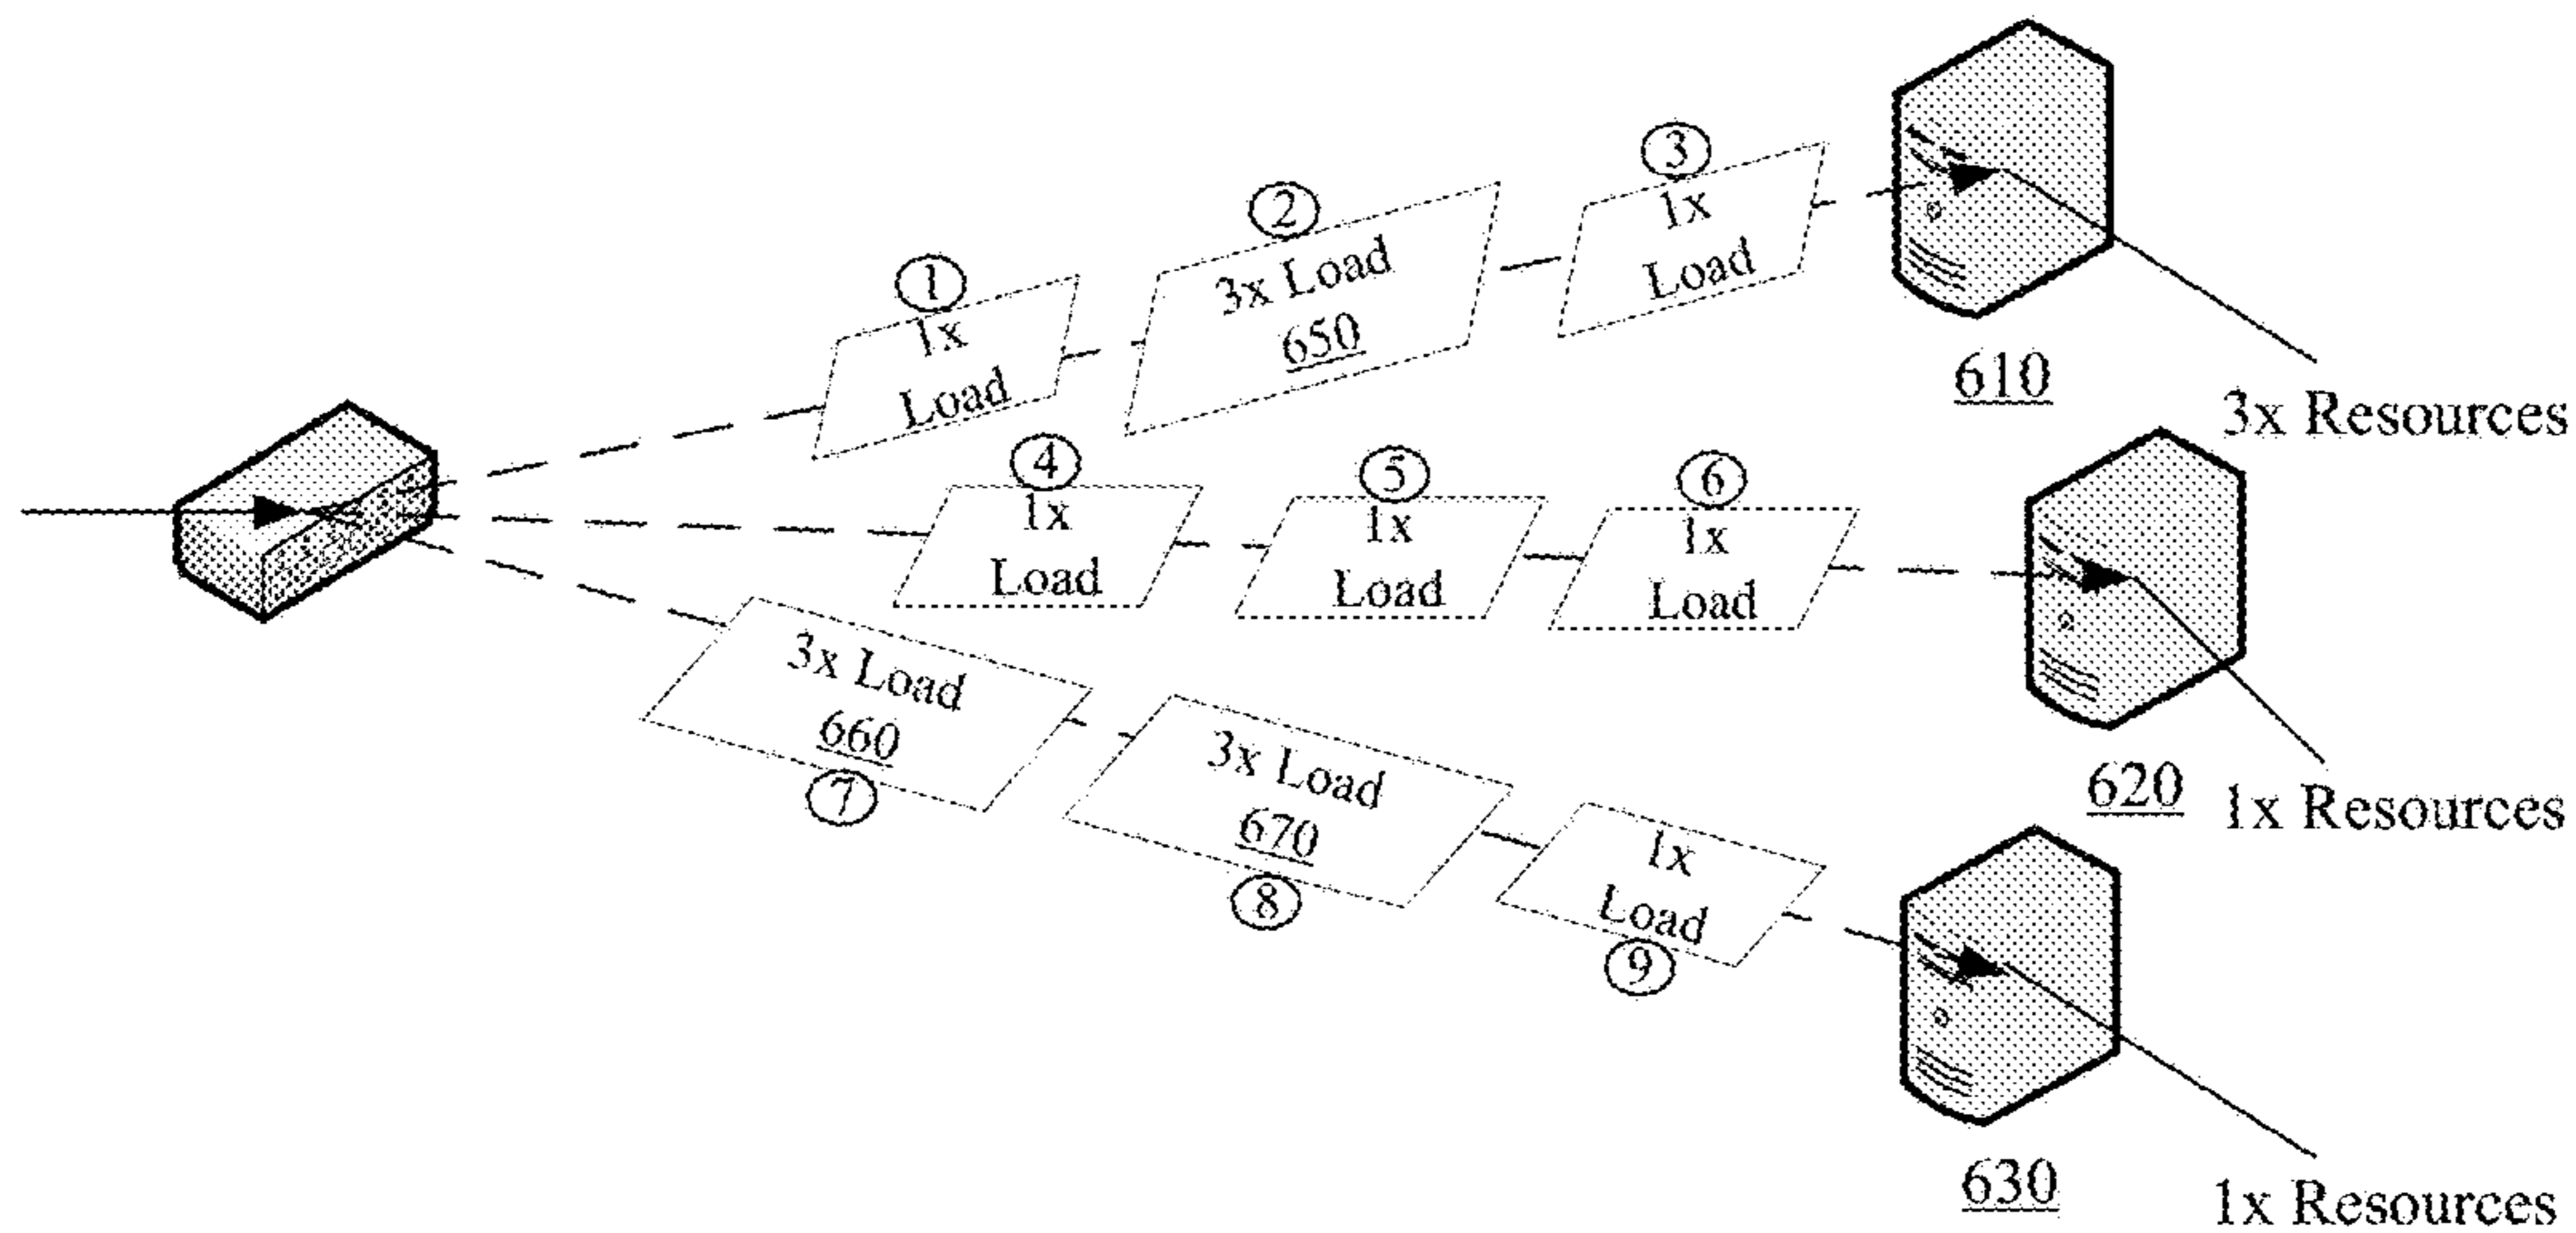 ①
1x
Load
②
3x Load
650
③
1x
Load
610
3x Resources
④
1x
Load
⑤
1x
Load
⑥
1x
Load
620
1x Resources
3x Load
660
⑦
3x Load
670
⑧
1x
Load
⑨
630
1x Resources